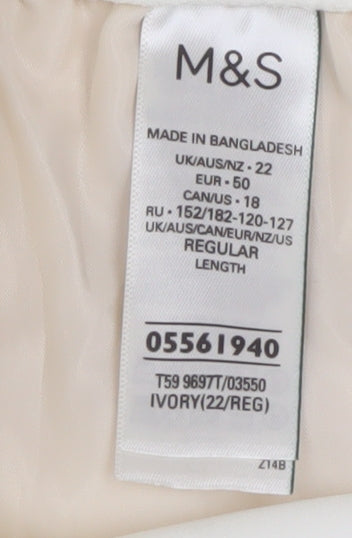 M&S
MADE IN BANGLADESH
UK/AUS/NZ • 22
EUR • 50
CAN/US • 18
RU • 152/182-120-127
UK/AUS/CAN/EUR/NZ/US
REGULAR
LENGTH
05561940
T59 9697T/03550
IVORY(22/REG)
Z14B